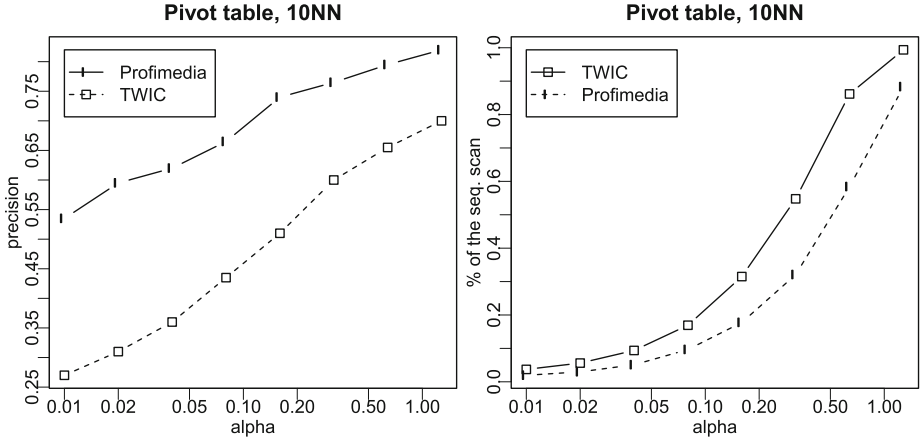 Pivot table, 10NN
Profimedia
TWIC
precision
0.25 0.35 0.45 0.55 0.65 0.75
0.01 0.02 0.05 0.10 0.20 0.50 1.00
alpha
Pivot table, 10NN
TWIC
Profimedia
% of the seq. scan
0.0 0.2 0.4 0.6 0.8 1.0
0.01 0.02 0.05 0.10 0.20 0.50 1.00
alpha